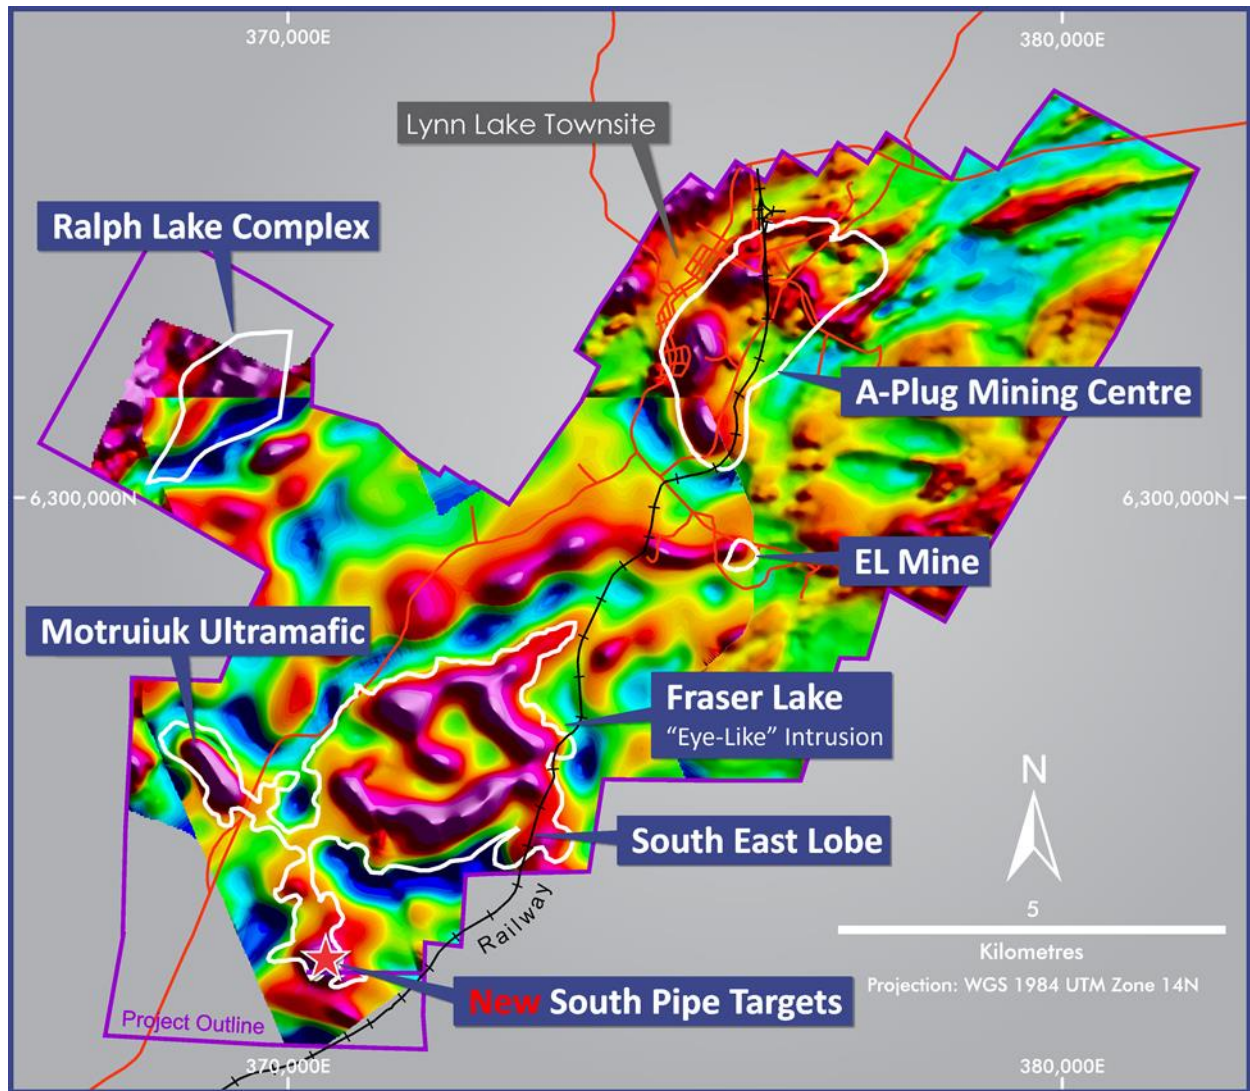 370,000E
380,000E
Lynn Lake Townsite
Ralph Lake Complex
A-Plug Mining Centre
6,300,000N
6,300,000N
EL Mine
Motruiuk Ultramafic
Fraser Lake
“Eye-Like” Intrusion
N
South East Lobe
5
Railway
Kilometres
Projection: WGS 1984 UTM Zone 14N
New South Pipe Targets
Project Outline
370,000E
380,000E